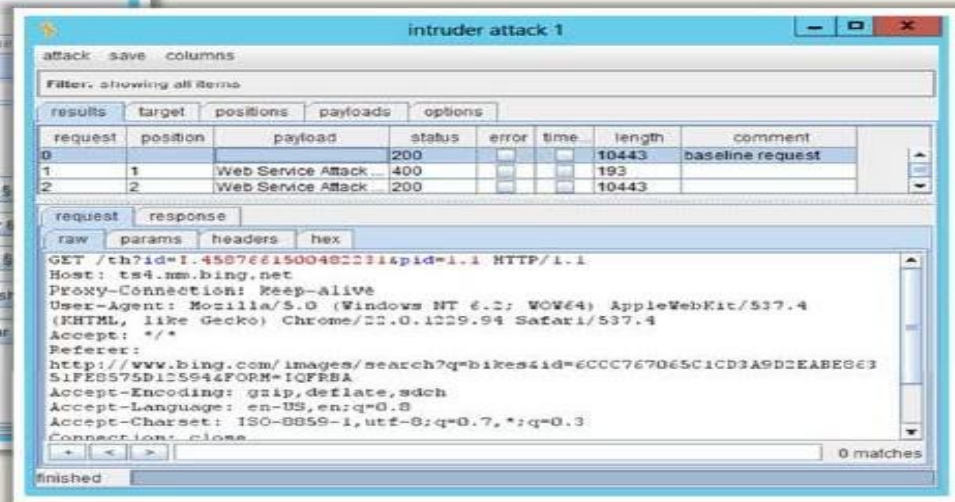 intruder attack 1
attack save columns
Filter. showing all items
results target positions payloads options
request position payload status error time length comment
0 200 10443 baseline request
1 1 Web Service Attack ... 400 193
2 2 Web Service Attack ... 200 10443
request response
raw params headers hex
GET /th?id=I.4587661500482231&pid=1.1 HTTP/1.1
Host: ts4.mm.bing.net
Proxy-Connection: Keep-alive
User-Agent: Mozilla/5.0 (Windows NT 6.2; WOW64) AppleWebKit/537.4
(KHTML, like Gecko) Chrome/22.0.1229.94 Safari/537.4
Accept: */*
Referer:
http://www.bing.com/images/search?q=bikes&id=6CCC767065C1CD3A9D2EABE863
51FE8575D12594&FORM=IQFRBA
Accept-Encoding: gzip,deflate,sdch
Accept-Language: en-US,en;q=0.8
Accept-Charset: ISO-8859-1,utf-8;q=0.7,*;q=0.3
Connection: close
+ < > 0 matches
finished